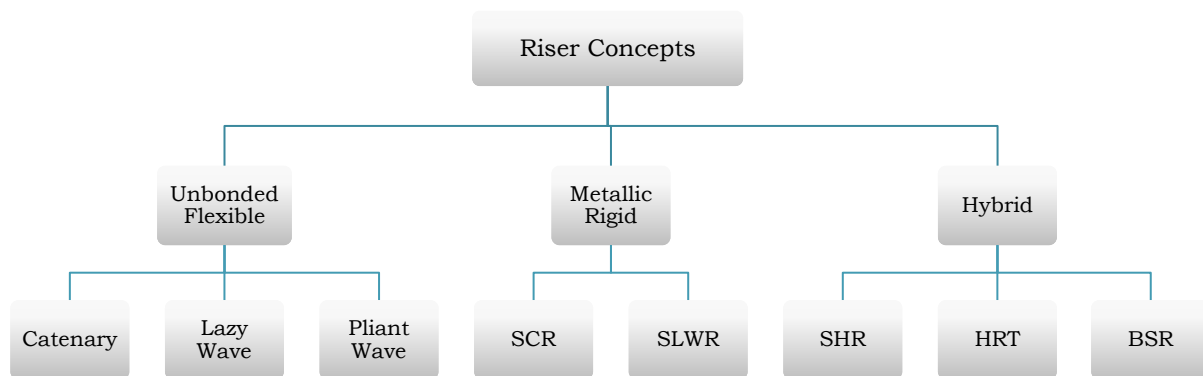 Riser Concepts
Unbonded
Flexible
Metallic
Rigid
Hybrid
Catenary
Lazy
Wave
Pliant
Wave
SCR
SLWR
SHR
HRT
BSR